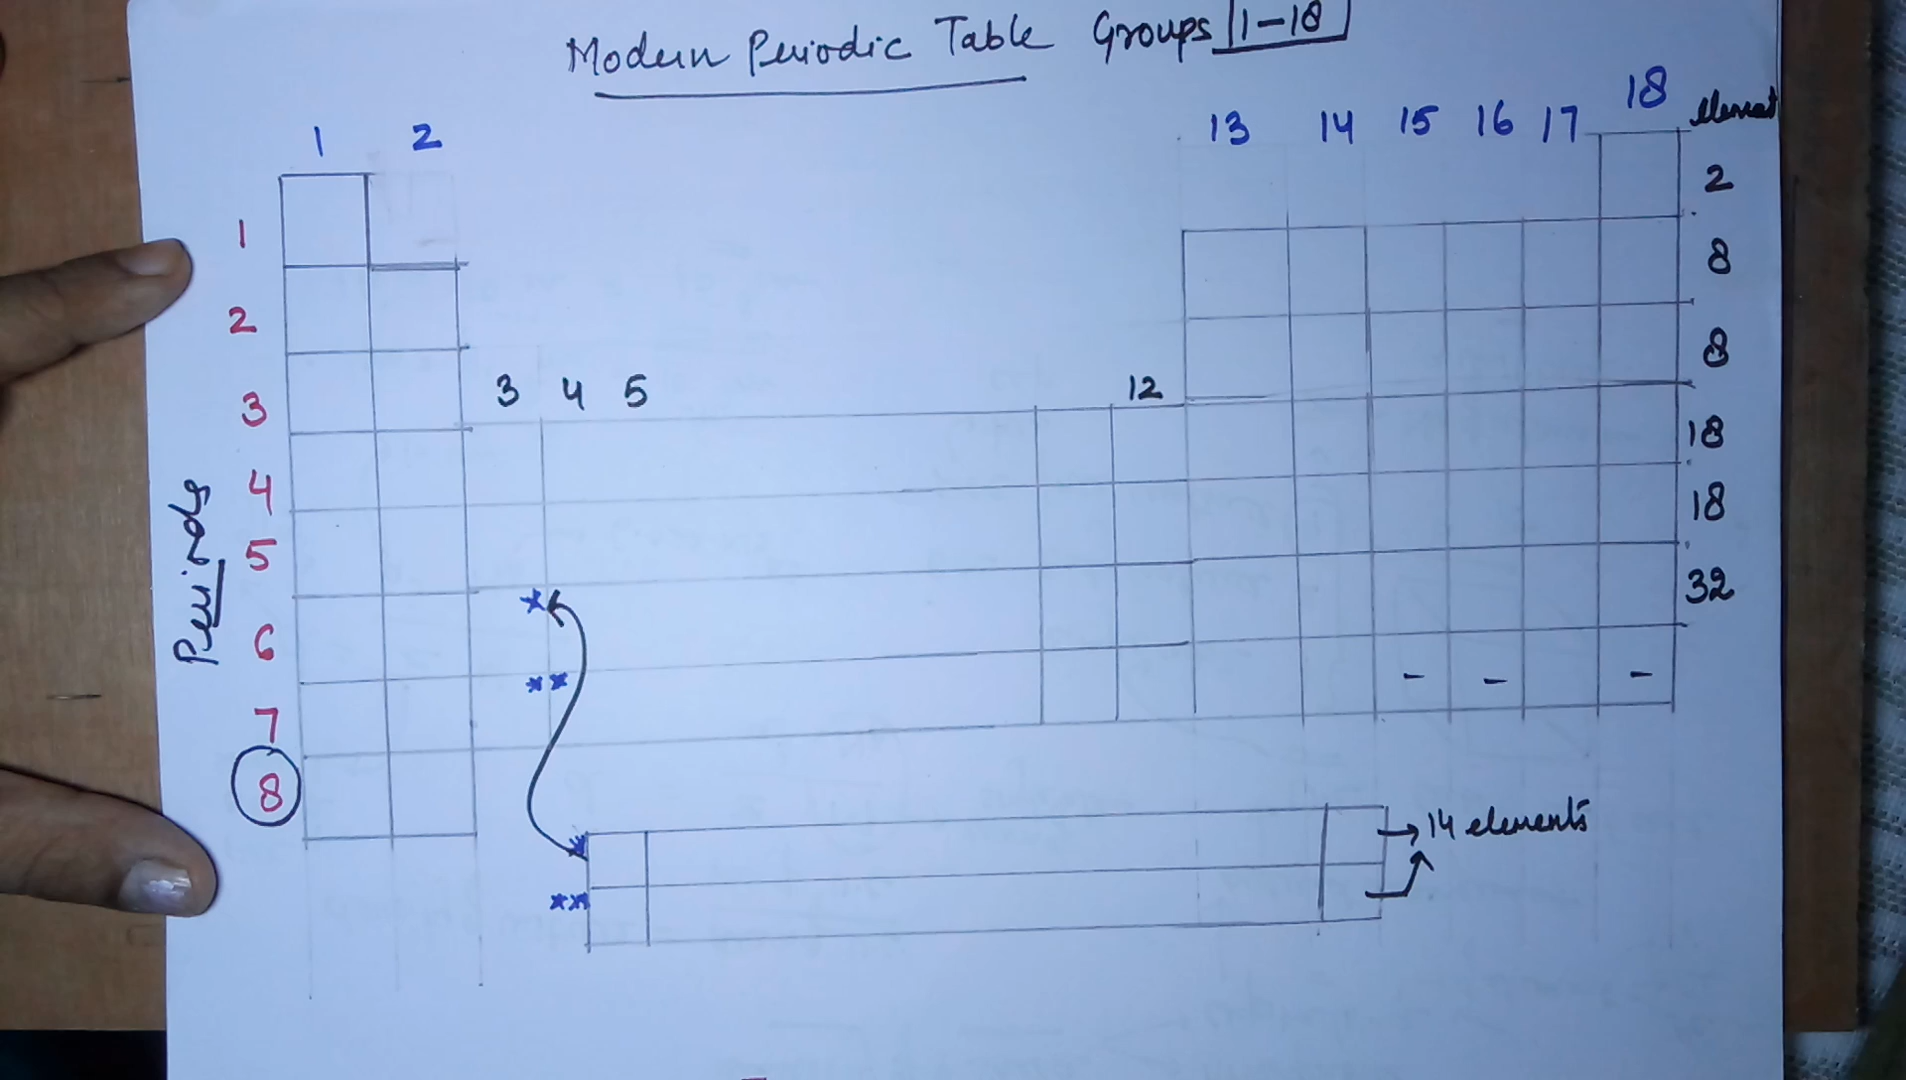 Modern Periodic Table Groups 1-18
1 2 13 14 15 16 17 18 element
1 2
2 8
3 8
3 4 5 12
4 18
5 18
6 * 32
7 ** - - -
8
Periods
* → 14 elements
**